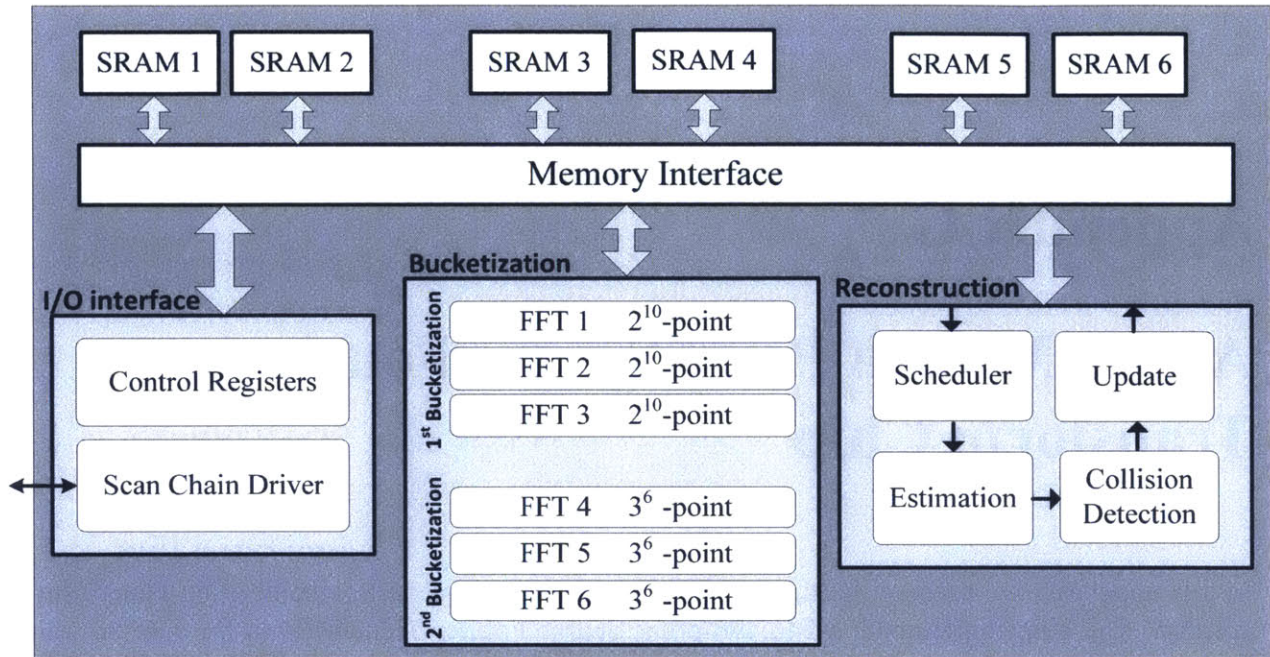 SRAM 1
SRAM 2
SRAM 3
SRAM 4
SRAM 5
SRAM 6
Memory Interface
I/O interface
Control Registers
Scan Chain Driver
Bucketization
1st Bucketization
FFT 1 2^10-point
FFT 2 2^10-point
FFT 3 2^10-point
2nd Bucketization
FFT 4 3^6 -point
FFT 5 3^6 -point
FFT 6 3^6 -point
Reconstruction
Scheduler
Update
Estimation
Collision
Detection